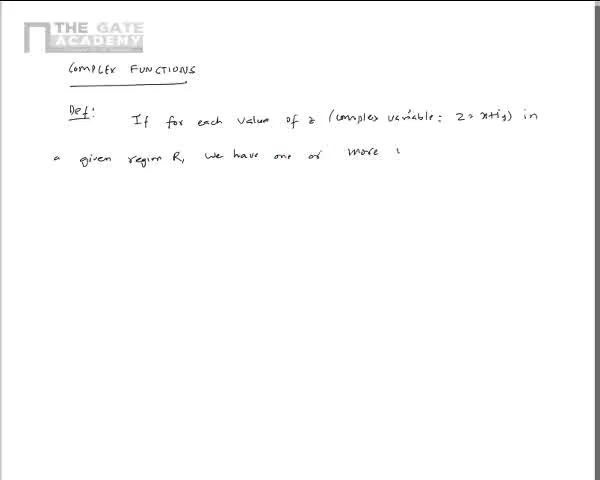 THE GATE
ACADEMY
COMPLEX FUNCTIONS
Def: If for each value of z (complex variable: z = x+iy) in
a given region R, we have one or more